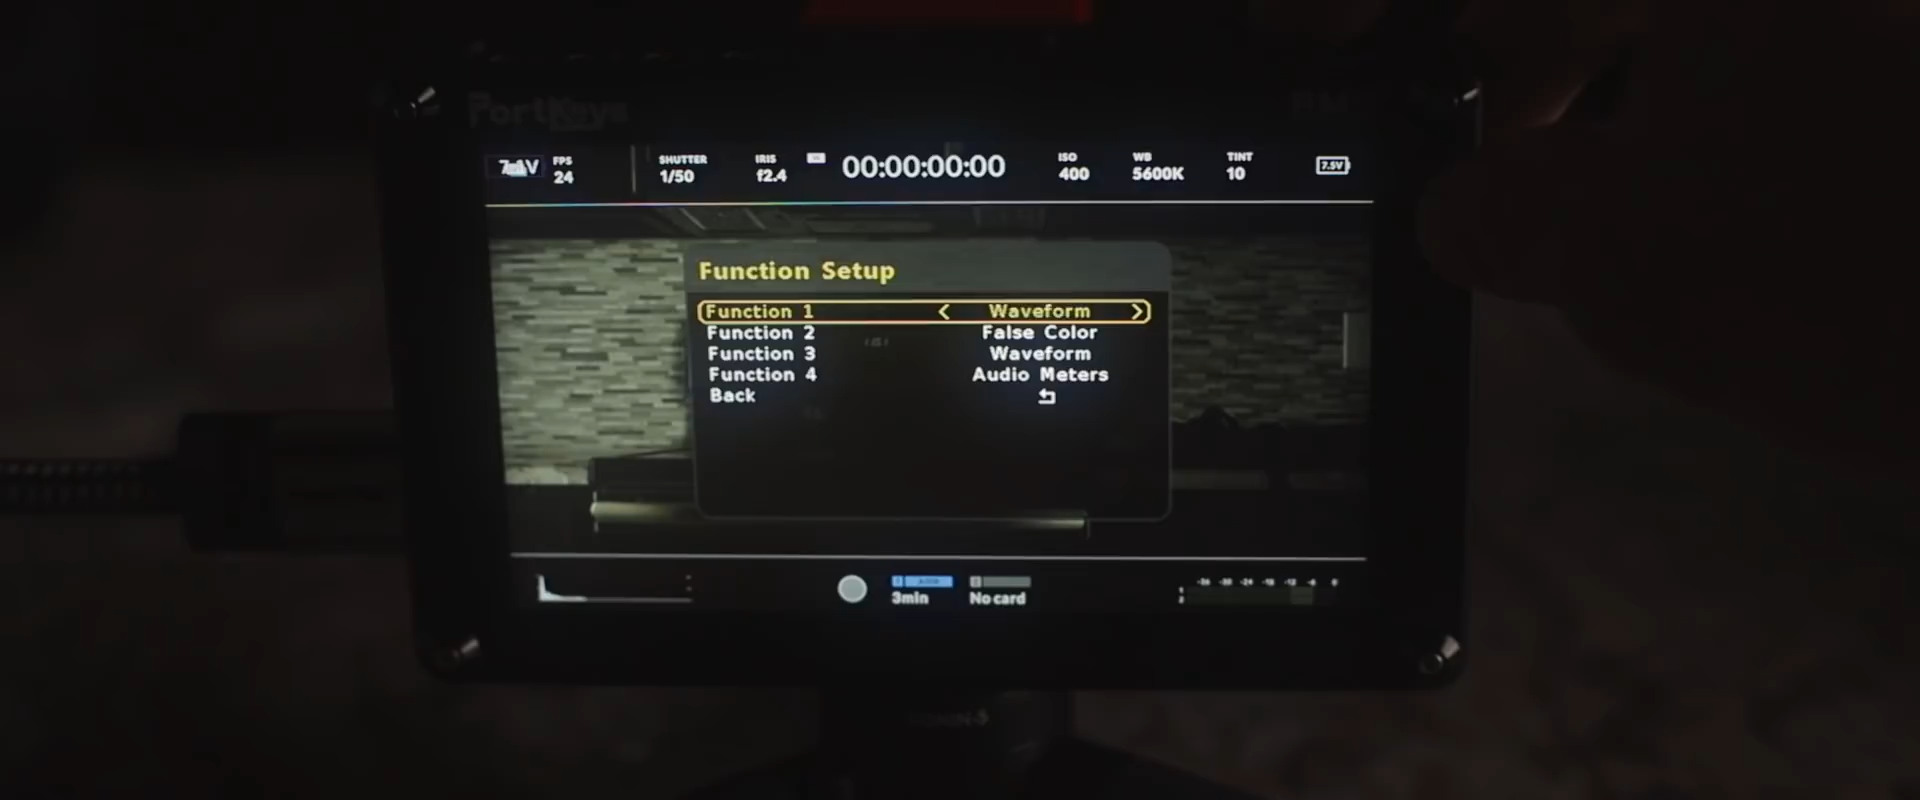 PortKeys
FPS
24
SHUTTER
1/50
IRIS
f2.4
00:00:00:00
ISO
400
WB
5600K
TINT
10
7.5V
Function Setup
Function 1 < Waveform >
Function 2 False Color
Function 3 Waveform
Function 4 Audio Meters
Back
3min
No card